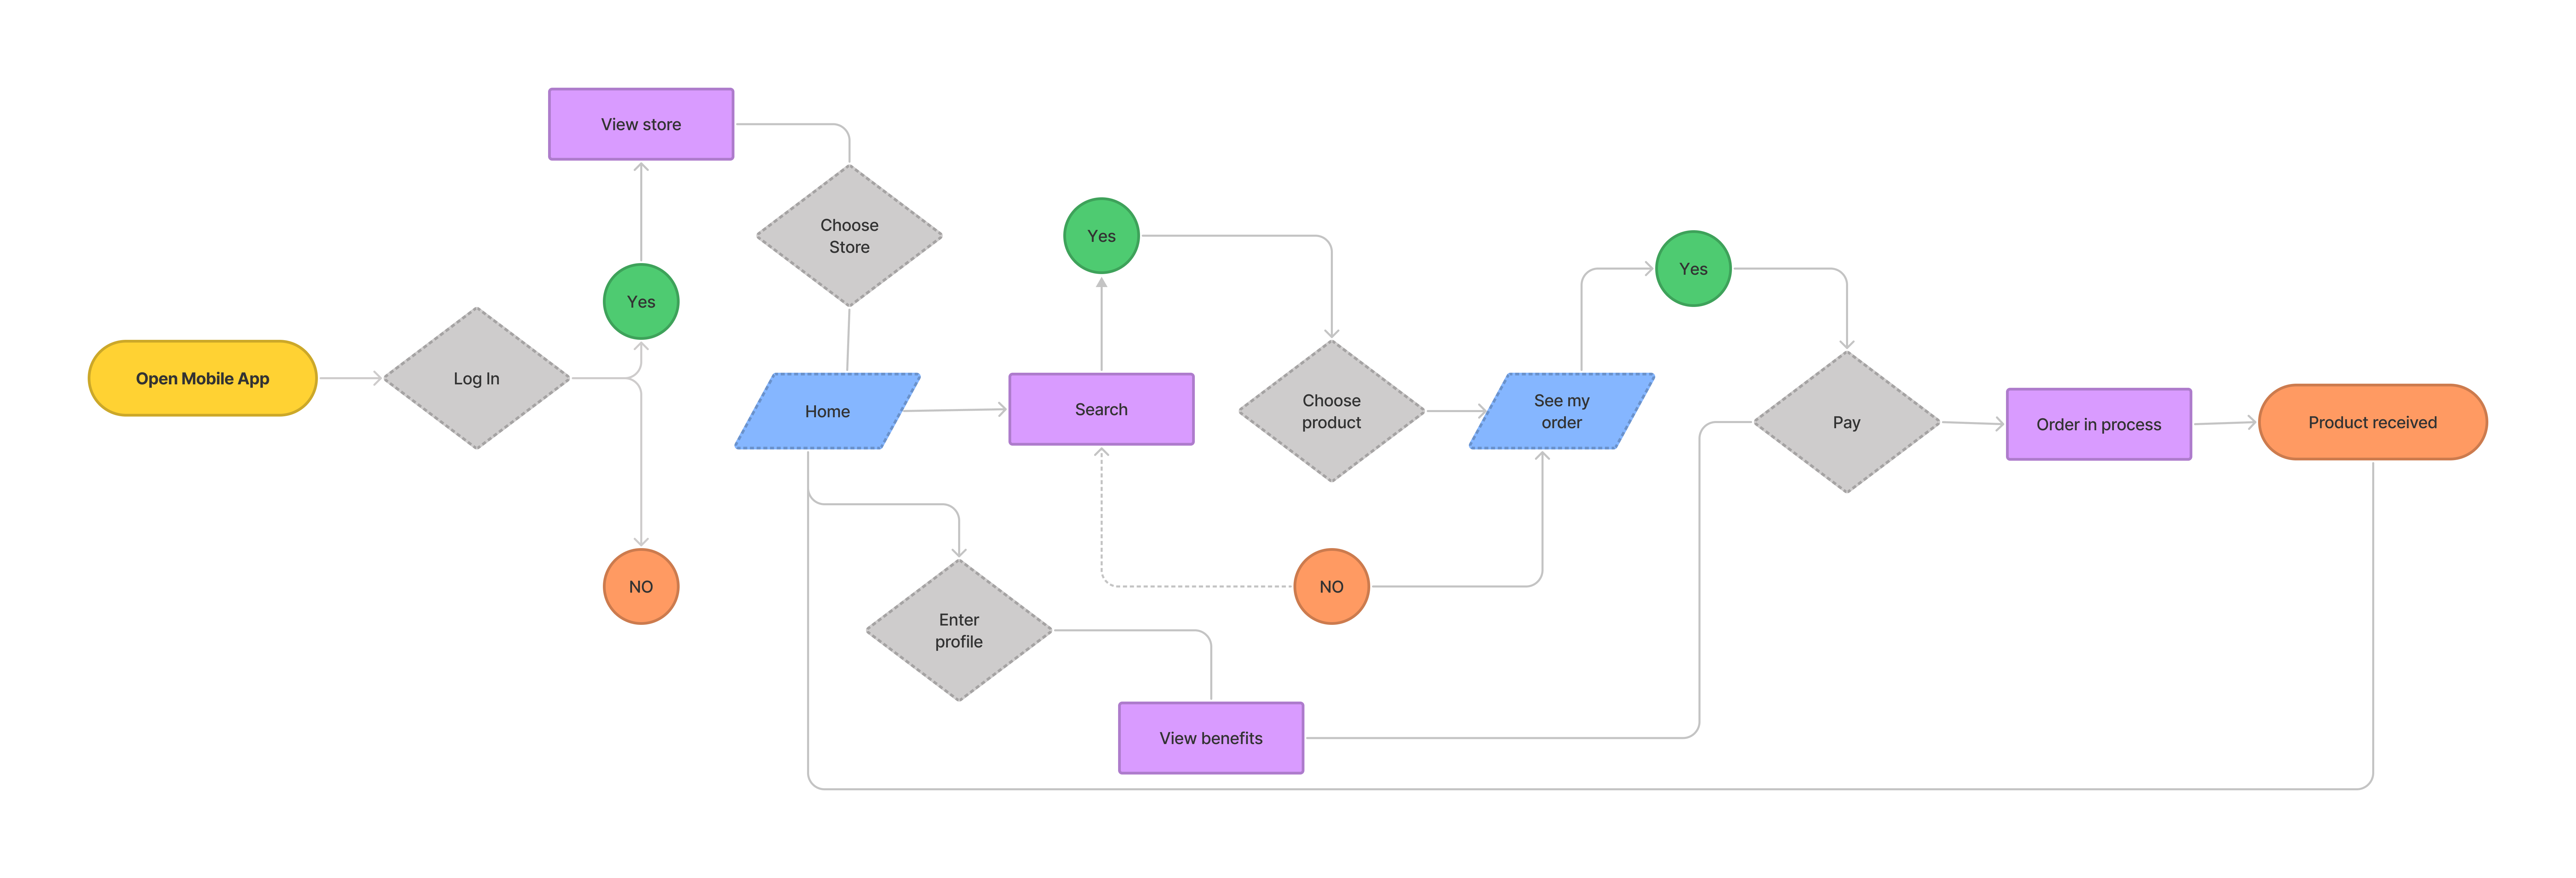 View store
Choose
Store
Yes
Yes
Yes
Open Mobile App
Log In
Home
Search
Choose
product
See my
order
Pay
Order in process
Product received
NO
NO
Enter
profile
View benefits